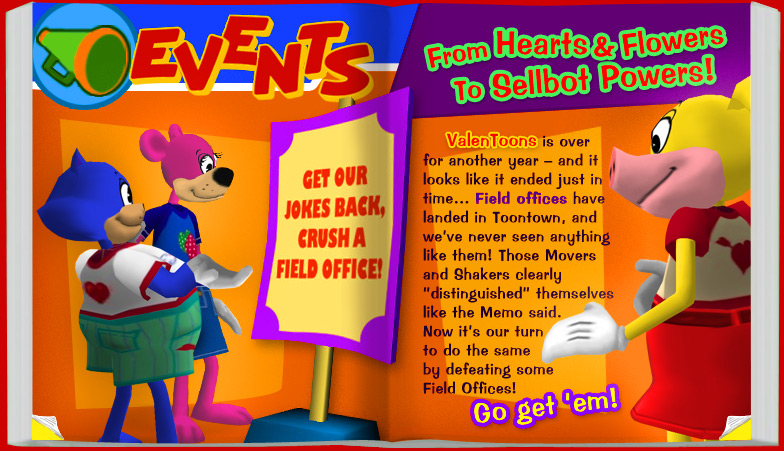 EVENTS
GET OUR
JOKES BACK,
CRUSH A
FIELD OFFICE!
From Hearts & Flowers
To Sellbot Powers!
ValenToons is over
for another year – and it
looks like it ended just in
time... Field offices have
landed in Toontown, and
we've never seen anything
like them! Those Movers
and Shakers clearly
"distinguished" themselves
like the Memo said.
Now it's our turn
to do the same
by defeating some
Field Offices!
Go get 'em!